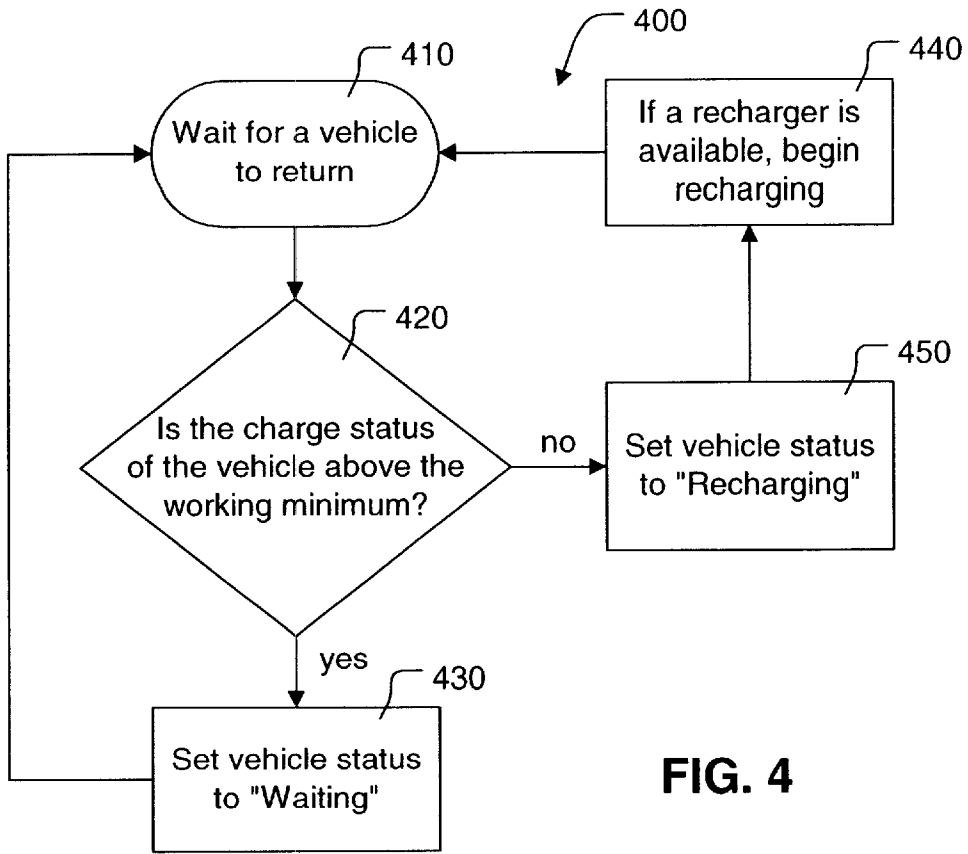 400
410
Wait for a vehicle
to return
440
If a recharger is
available, begin
recharging
420
Is the charge status
of the vehicle above the
working minimum?
no
450
Set vehicle status
to "Recharging"
yes
430
Set vehicle status
to "Waiting"
FIG. 4